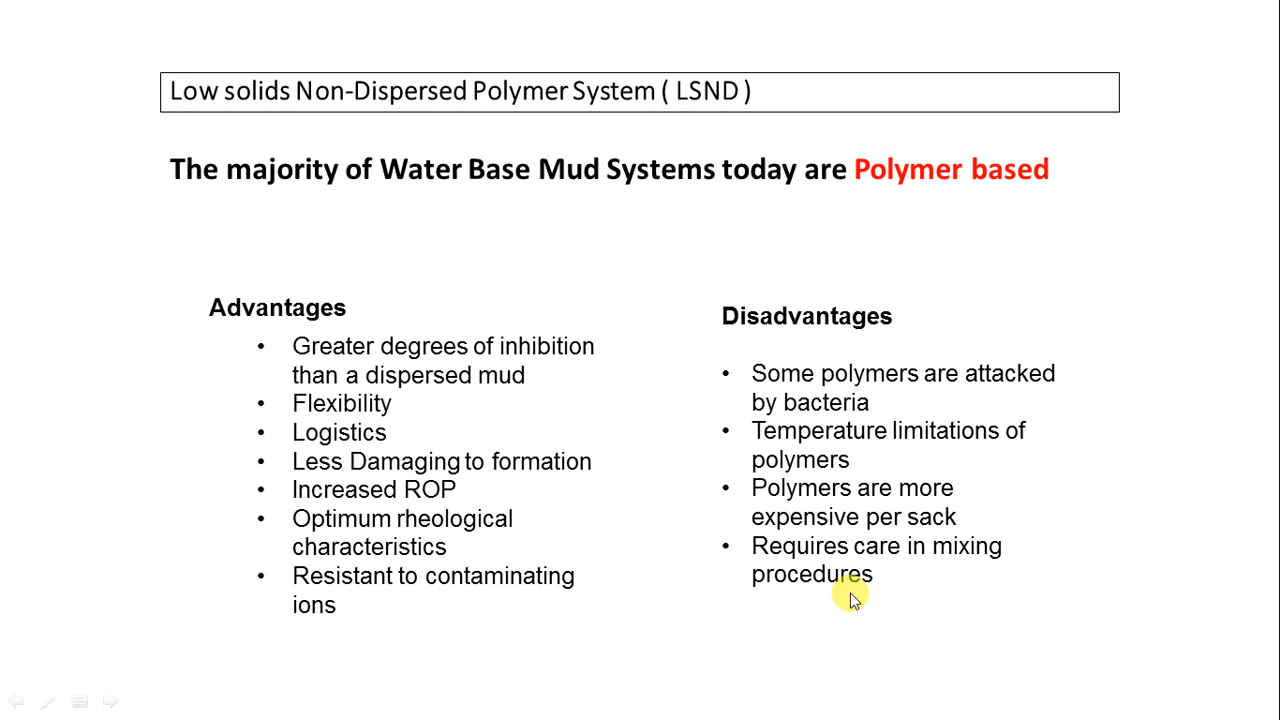 Low solids Non-Dispersed Polymer System ( LSND )
The majority of Water Base Mud Systems today are Polymer based
Advantages
• Greater degrees of inhibition
than a dispersed mud
• Flexibility
• Logistics
• Less Damaging to formation
• Increased ROP
• Optimum rheological
characteristics
• Resistant to contaminating
ions
Disadvantages
• Some polymers are attacked
by bacteria
• Temperature limitations of
polymers
• Polymers are more
expensive per sack
• Requires care in mixing
procedures